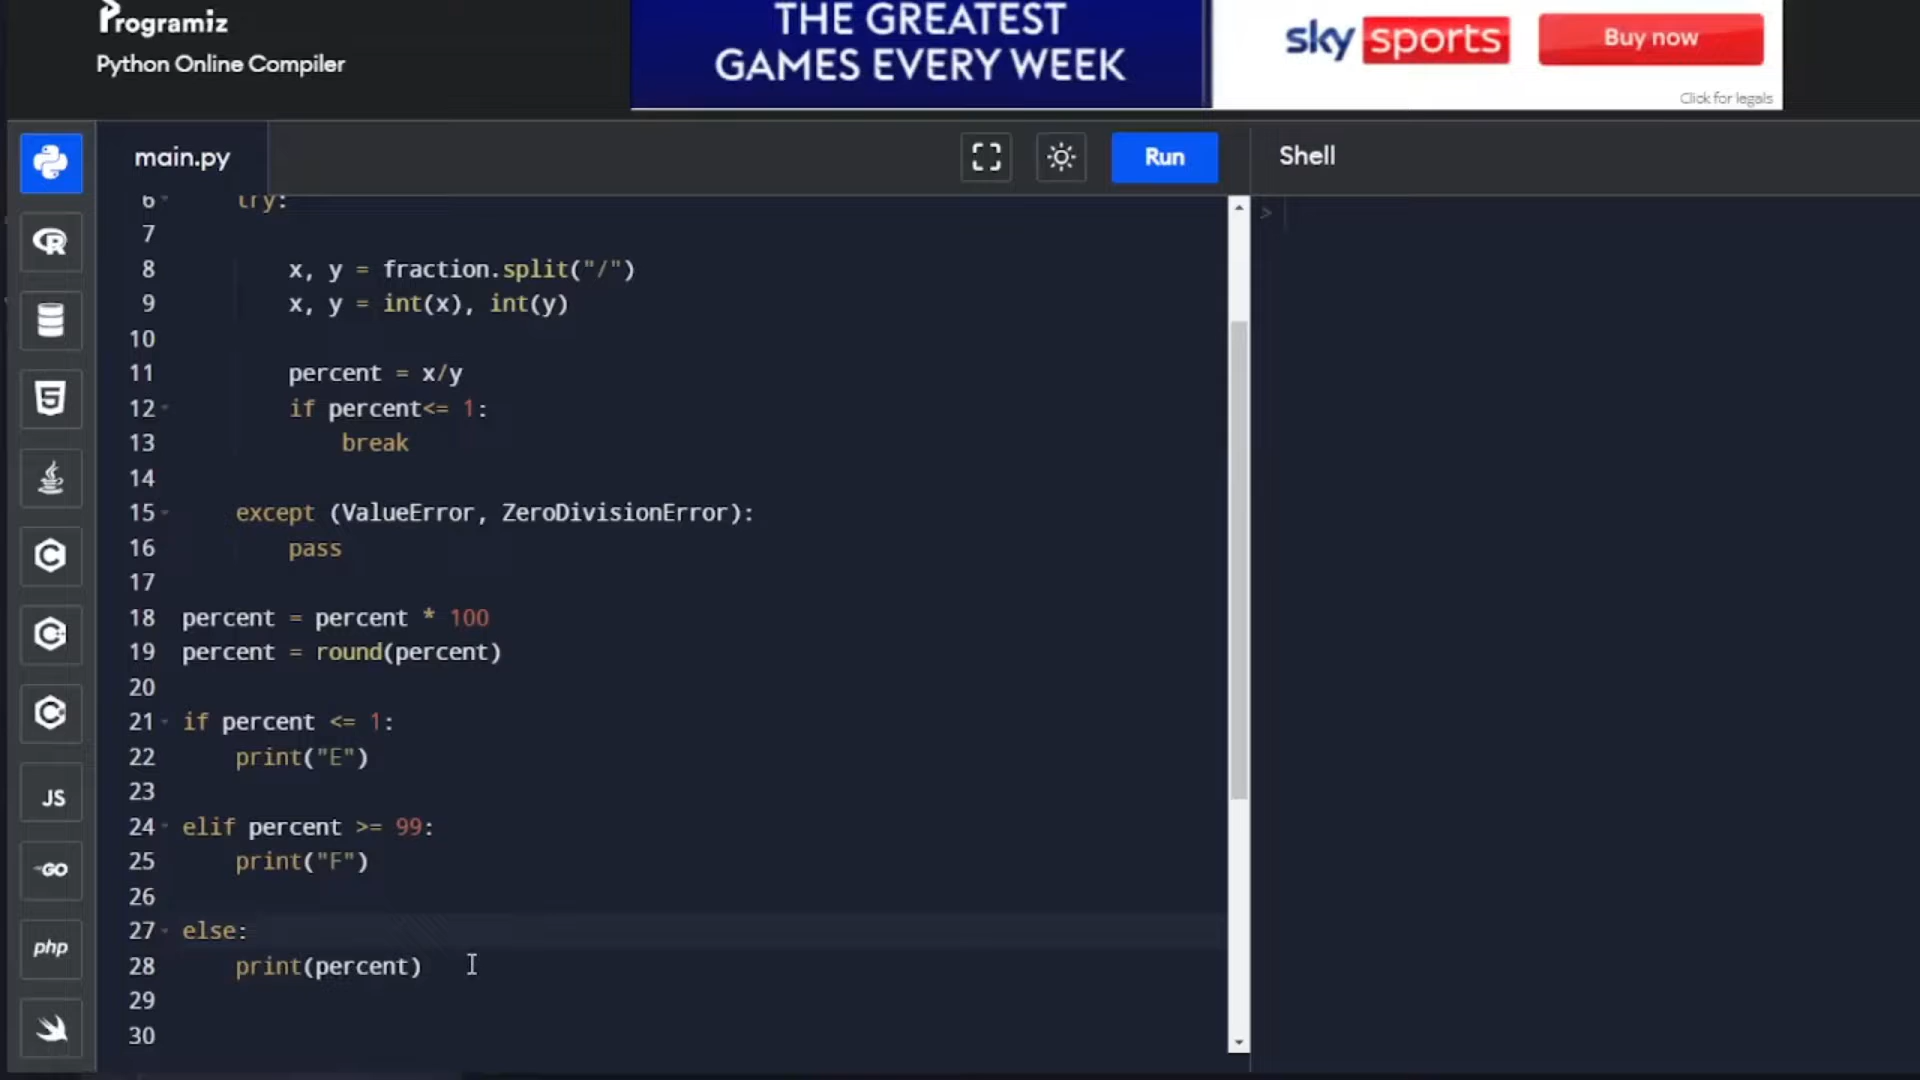 Programiz
Python Online Compiler
THE GREATEST
GAMES EVERY WEEK
sky sports
Buy now
Click for legals
main.py
Run
Shell
6 try:
7
8 x, y = fraction.split("/")
9 x, y = int(x), int(y)
10
11 percent = x/y
12 if percent<= 1:
13 break
14
15 except (ValueError, ZeroDivisionError):
16 pass
17
18 percent = percent * 100
19 percent = round(percent)
20
21 if percent <= 1:
22 print("E")
23
24 elif percent >= 99:
25 print("F")
26
27 else:
28 print(percent)
29
30
>
R
5
C
C
C
JS
GO
php